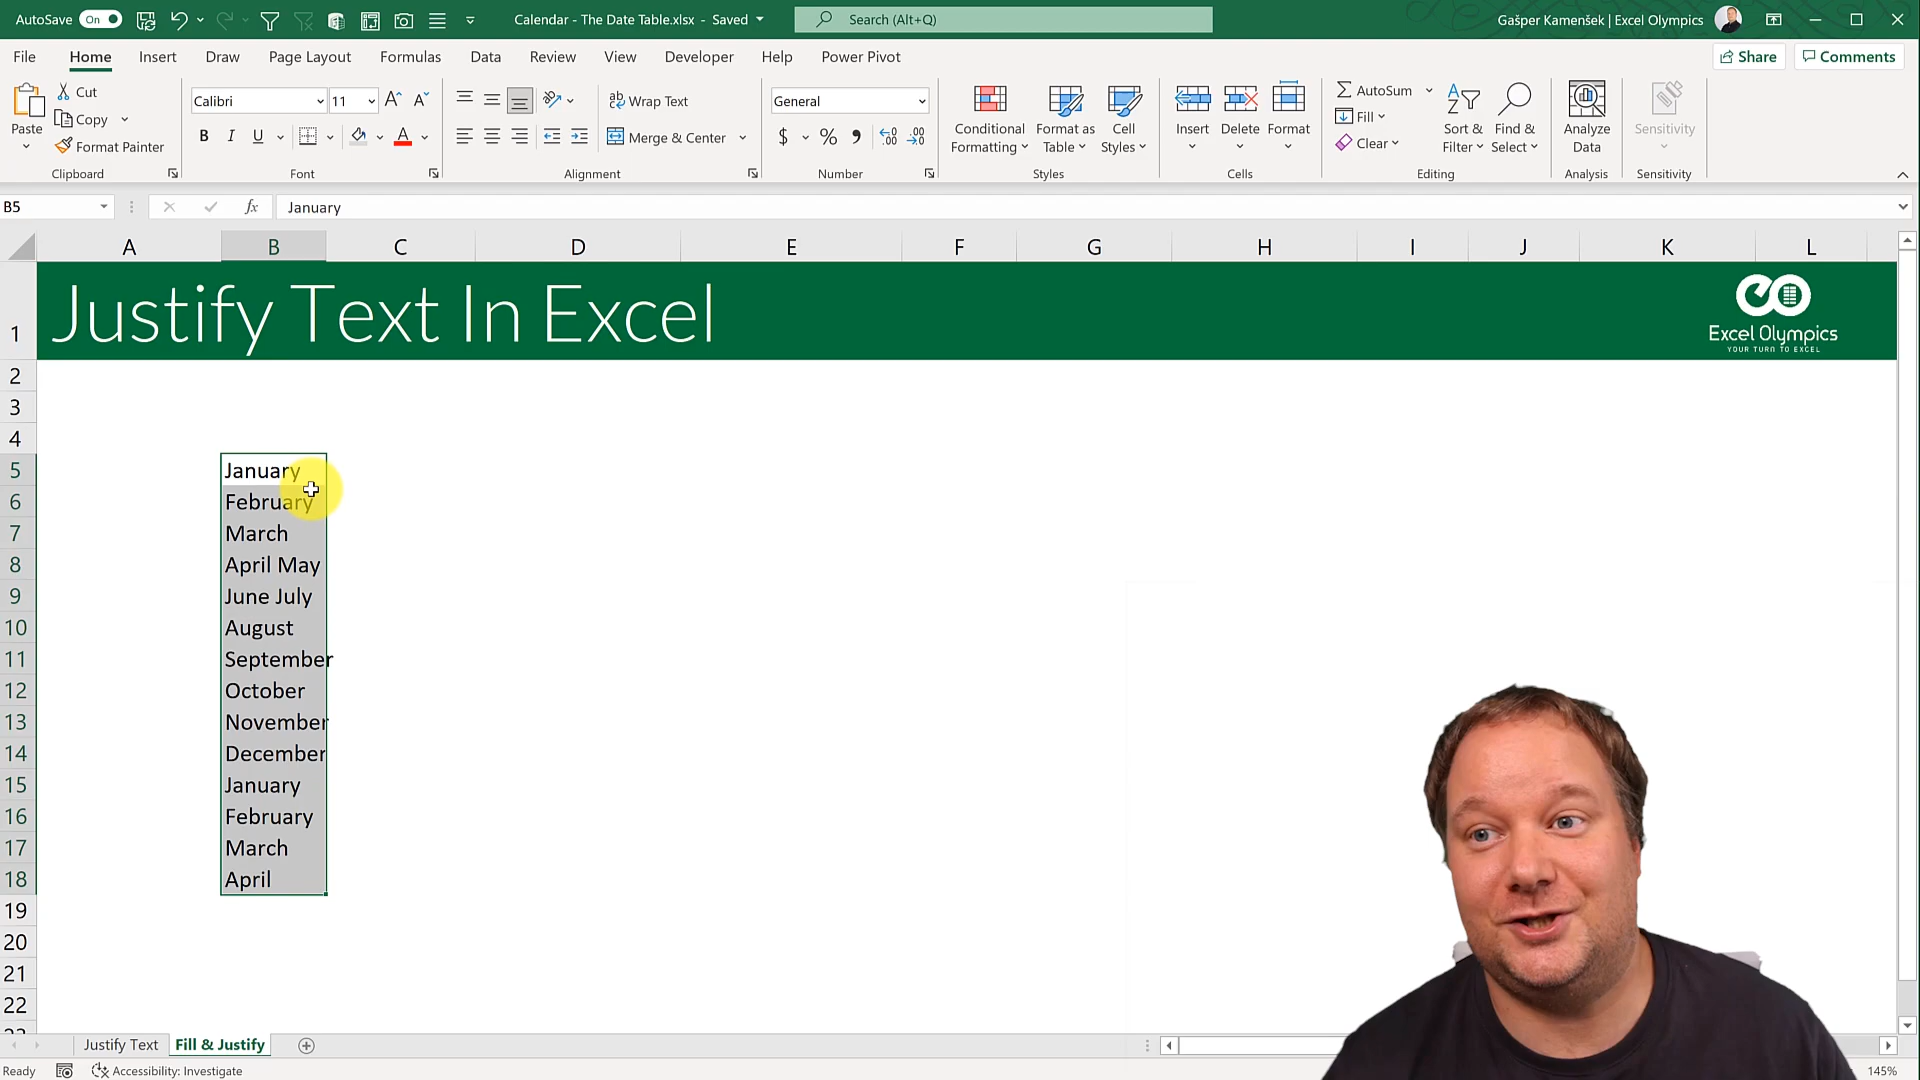 AutoSave On Calendar - The Date Table.xlsx - Saved Search (Alt+Q) Gašper Kamenšek | Excel Olympics
File Home Insert Draw Page Layout Formulas Data Review View Developer Help Power Pivot Share Comments
Paste
Cut
Copy
Format Painter
Clipboard
Calibri 11
B I U
Font
Wrap Text
Merge & Center
Alignment
General
$ % ,
Number
Conditional
Formatting
Format as
Table
Cell
Styles
Styles
Insert
Delete
Format
Cells
AutoSum
Fill
Clear
Sort &
Filter
Find &
Select
Editing
Analyze
Data
Analysis
Sensitivity
Sensitivity
B5 fx January
A B C D E F G H I J K L
1 Justify Text In Excel
Excel Olympics
YOUR TURN TO EXCEL
2
3
4
5 January
6 February
7 March
8 April May
9 June July
10 August
11 September
12 October
13 November
14 December
15 January
16 February
17 March
18 April
19
20
21
22
Justify Text Fill & Justify
Ready Accessibility: Investigate 145%